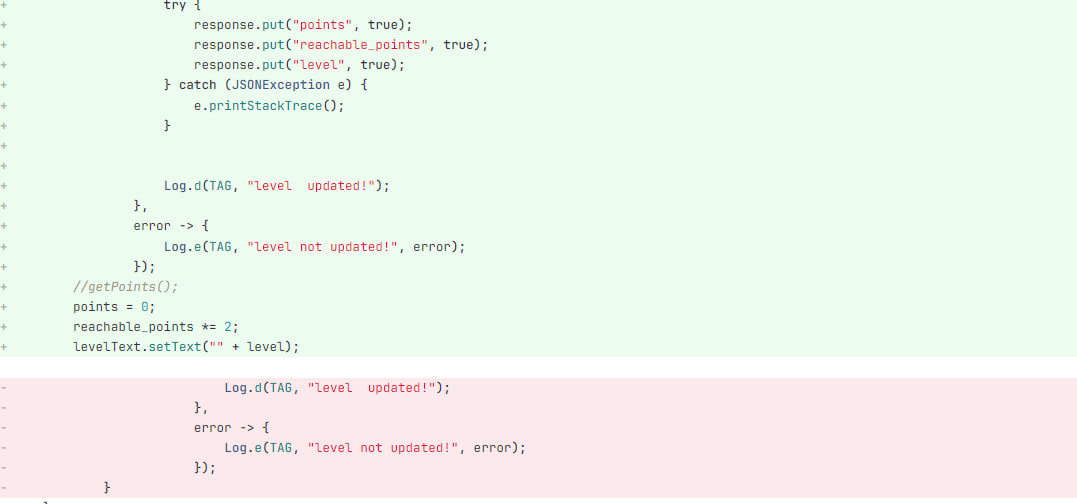 + try {
+ response.put("points", true);
+ response.put("reachable_points", true);
+ response.put("level", true);
+ } catch (JSONException e) {
+ e.printStackTrace();
+ }
+
+
+ Log.d(TAG, "level  updated!");
+ },
+ error -> {
+ Log.e(TAG, "level not updated!", error);
+ });
+ //getPoints();
+ points = 0;
+ reachable_points *= 2;
+ levelText.setText("" + level);
- Log.d(TAG, "level  updated!");
- },
- error -> {
- Log.e(TAG, "level not updated!", error);
- });
- }